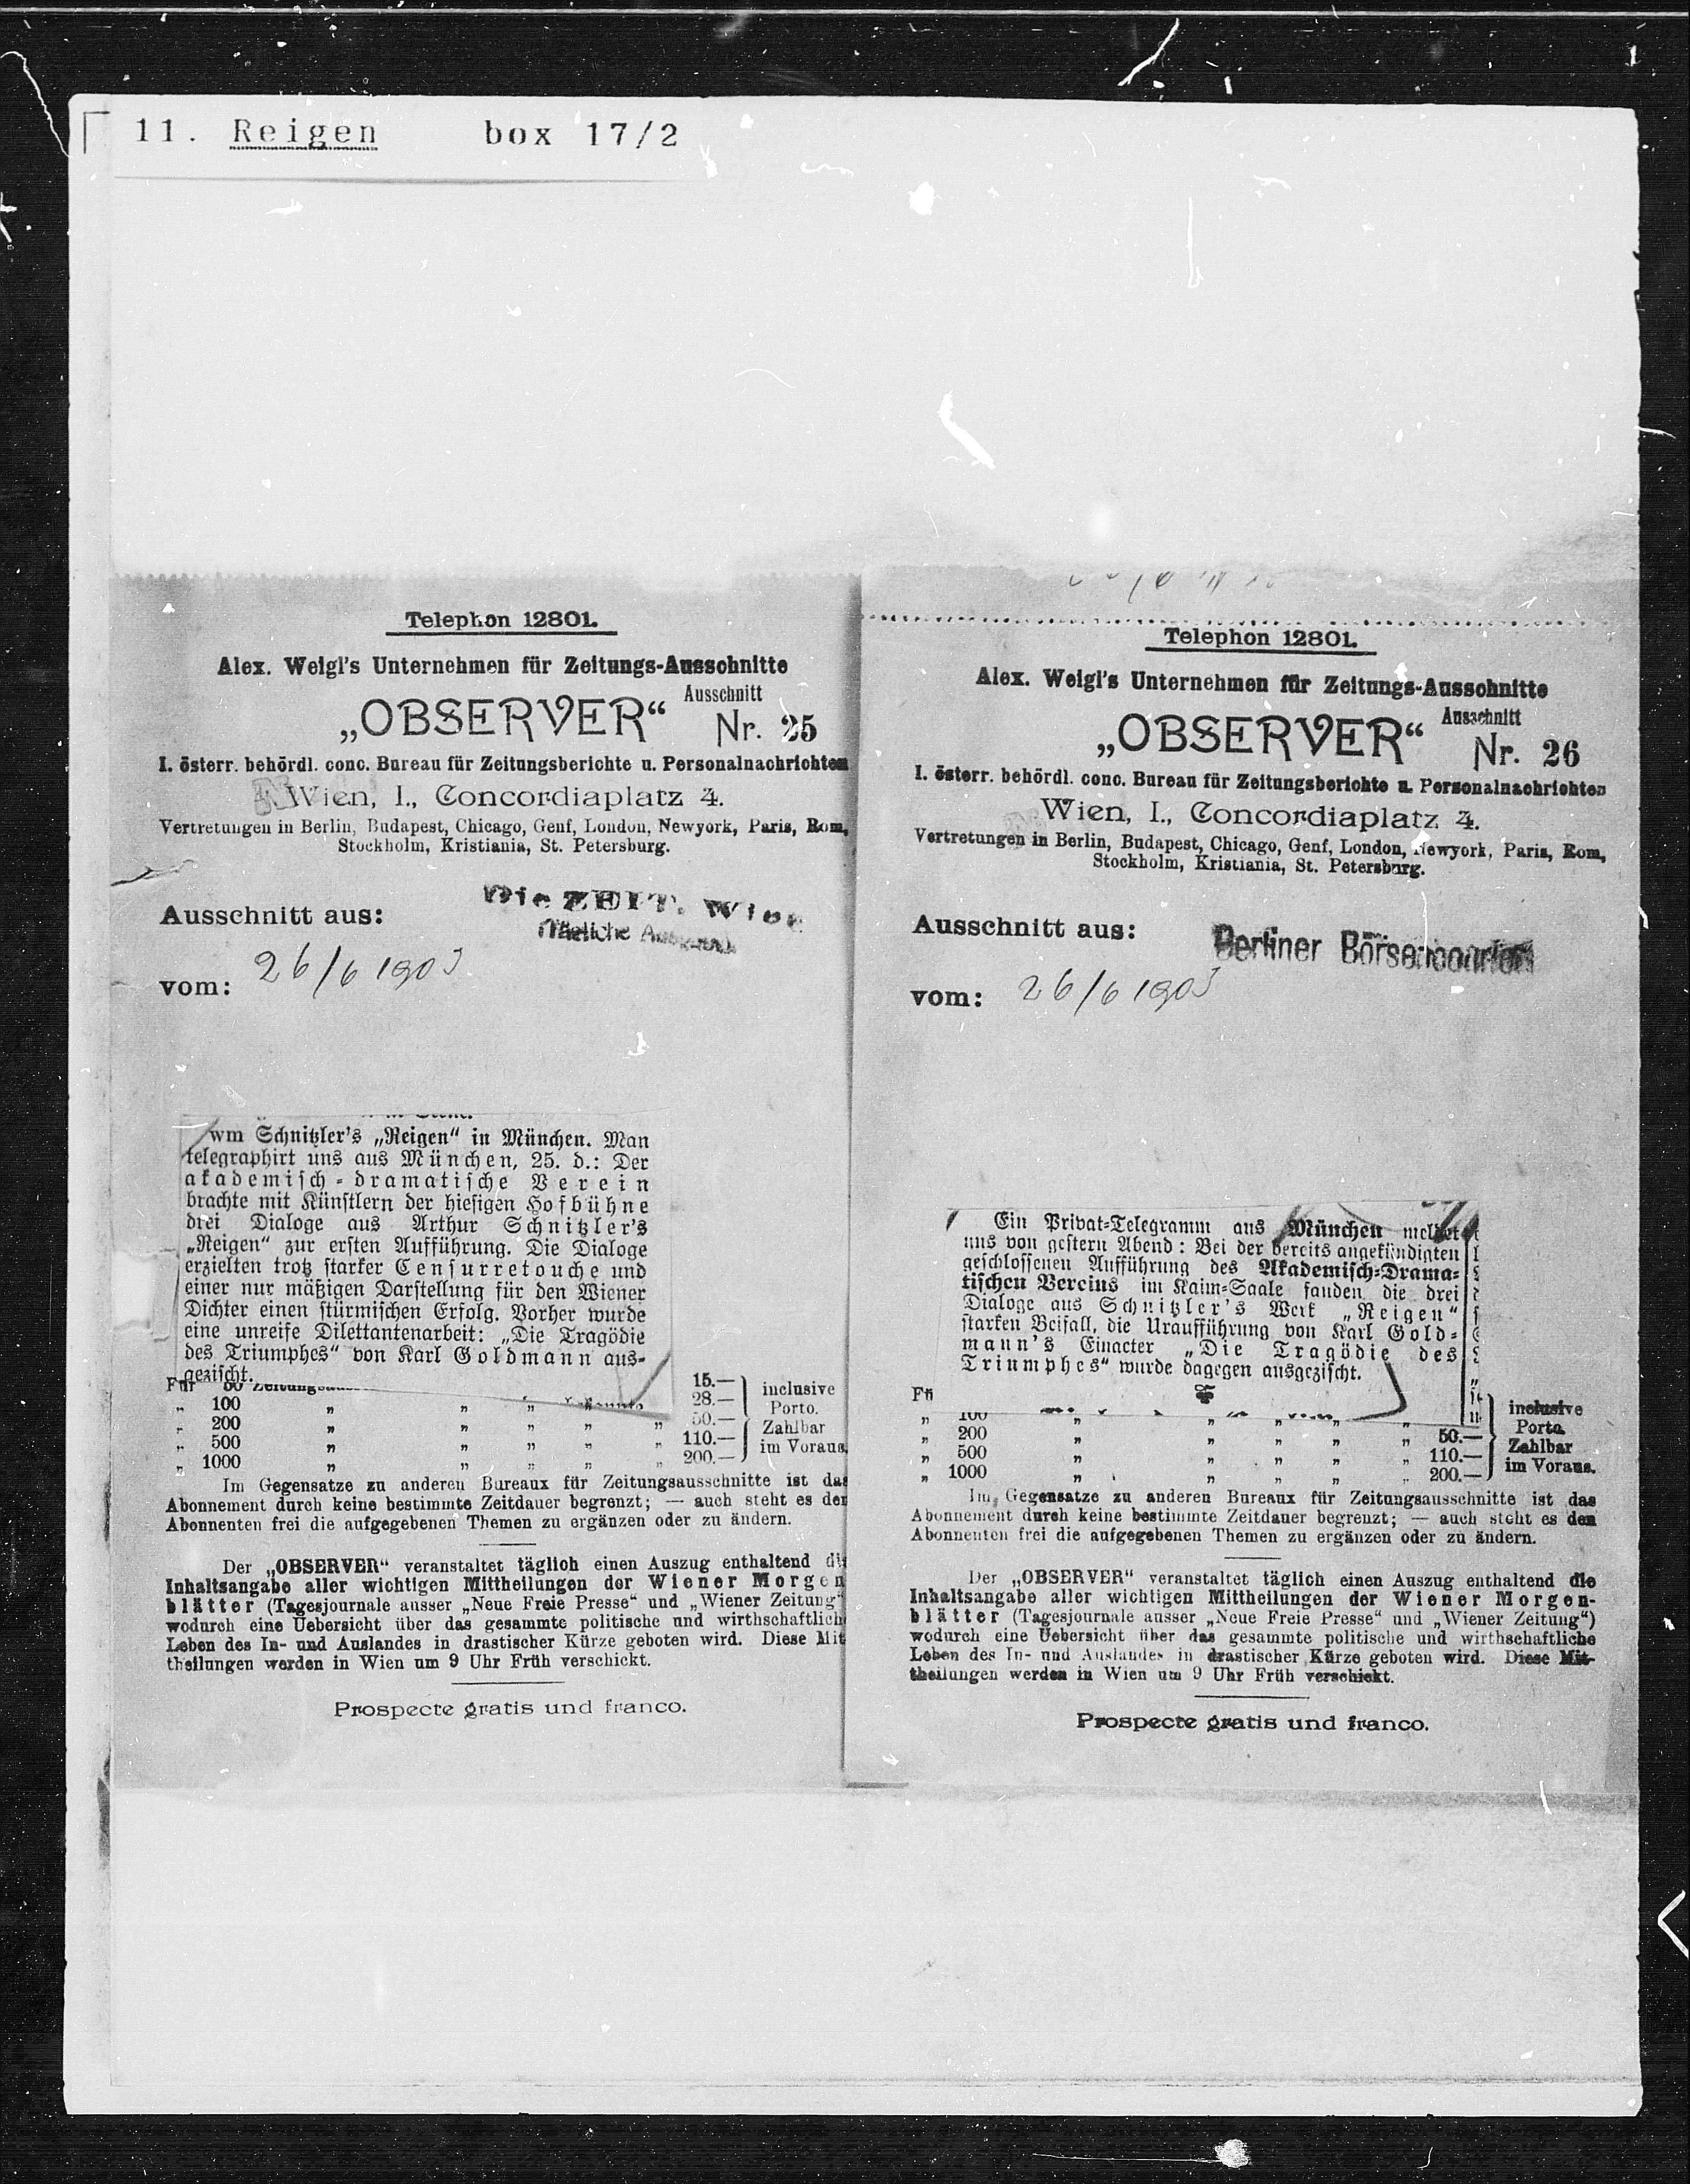 11. Reigen box 17/2
Telephon 12801.
Alex. Weigl's Unternehmen für Zeitungs-Ausschnitte
„OBSERVER“ Ausschnitt
Nr. 25
I. österr. behördl. conc. Bureau für Zeitungsberichte u. Personalnachrichten
Wien, I., Concordiaplatz 4.
Vertretungen in Berlin, Budapest, Chicago, Genf, London, Newyork, Paris, Rom,
Stockholm, Kristiania, St. Petersburg.
Ausschnitt aus: Die ZEIT, Wien
vom: 26/6 1903
wm Schnitzler's „Reigen“ in München. Man
telegraphirt uns aus München, 25. d.: Der
akademisch-dramatische Verein
brachte mit Künstlern der hiesigen Hofbühne
drei Dialoge aus Arthur Schnitzler's
„Reigen“ zur ersten Aufführung. Die Dialoge
erzielten trotz starker Censurretouche und
einer nur mäßigen Darstellung für den Wiener
Dichter einen stürmischen Erfolg. Vorher wurde
eine unreife Dilettantenarbeit: „Die Tragödie
des Triumphes“ von Karl Goldmann aus-
gezischt.
Für 50 15.— inclusive
„ 100 „ „ „ 28.— Porto.
„ 200 „ „ „ „ „ 50.— Zahlbar
„ 500 „ „ „ „ „ 110.— im Voraus.
„ 1000 „ „ „ „ „ 200.—
Im Gegensatze zu anderen Bureaux für Zeitungsausschnitte ist das
Abonnement durch keine bestimmte Zeitdauer begrenzt; — auch steht es den
Abonnenten frei die aufgegebenen Themen zu ergänzen oder zu ändern.
Der „OBSERVER“ veranstaltet täglich einen Auszug enthaltend die
Inhaltsangabe aller wichtigen Mittheilungen der Wiener Morgen
blätter (Tagesjournale ausser „Neue Freie Presse“ und „Wiener Zeitung“
wodurch eine Uebersicht über das gesammte politische und wirthschaftlich
Leben des In- und Auslandes in drastischer Kürze geboten wird. Diese Mit
theilungen werden in Wien um 9 Uhr Früh verschickt.
Prospecte gratis und franco.
Telephon 12801.
Alex. Weigl's Unternehmen für Zeitungs-Ausschnitte
„OBSERVER“ Ausschnitt
Nr. 26
I. österr. behördl. conc. Bureau für Zeitungsberichte u. Personalnachrichten
Wien, I., Concordiaplatz 4.
Vertretungen in Berlin, Budapest, Chicago, Genf, London, Newyork, Paris, Rom,
Stockholm, Kristiania, St. Petersburg.
Ausschnitt aus: Berliner Börsencourier
vom: 26/6 1903
Ein Privat-Telegramm aus München meldet
uns von gestern Abend: Bei der bereits angekündigten
geschlossenen Aufführung des Akademisch-Drama-
tischen Vereins im Kaim-Saale fanden die drei
Dialoge aus Schnitzler's Werk „Reigen“
starken Beifall, die Uraufführung von Karl Gold-
mann's Einacter „Die Tragödie des
Triumphes“ wurde dagegen ausgezischt.
Fü inclusive
„ 100 „ „ „ „ „ Porto.
„ 200 „ „ „ „ „ 50.— Zahlbar
„ 500 „ „ „ „ „ 110.— im Voraus.
„ 1000 „ „ „ „ „ 200.—
Im Gegensatze zu anderen Bureaux für Zeitungsausschnitte ist das
Abonnement durch keine bestimmte Zeitdauer begrenzt; — auch steht es den
Abonnenten frei die aufgegebenen Themen zu ergänzen oder zu ändern.
Der „OBSERVER“ veranstaltet täglich einen Auszug enthaltend die
Inhaltsangabe aller wichtigen Mittheilungen der Wiener Morgen-
blätter (Tagesjournale ausser „Neue Freie Presse“ und „Wiener Zeitung“)
wodurch eine Uebersicht über das gesammte politische und wirthschaftliche
Leben des In- und Auslandes in drastischer Kürze geboten wird. Diese Mit-
theilungen werden in Wien um 9 Uhr Früh verschickt.
Prospecte gratis und franco.